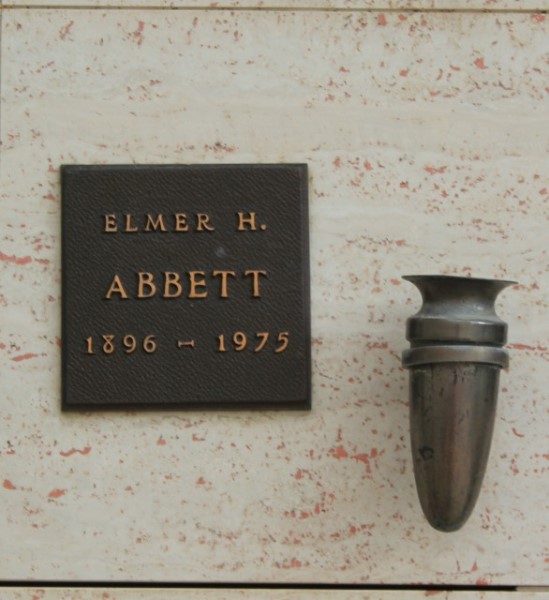 ELMER H.
ABBETT
1896 - 1975